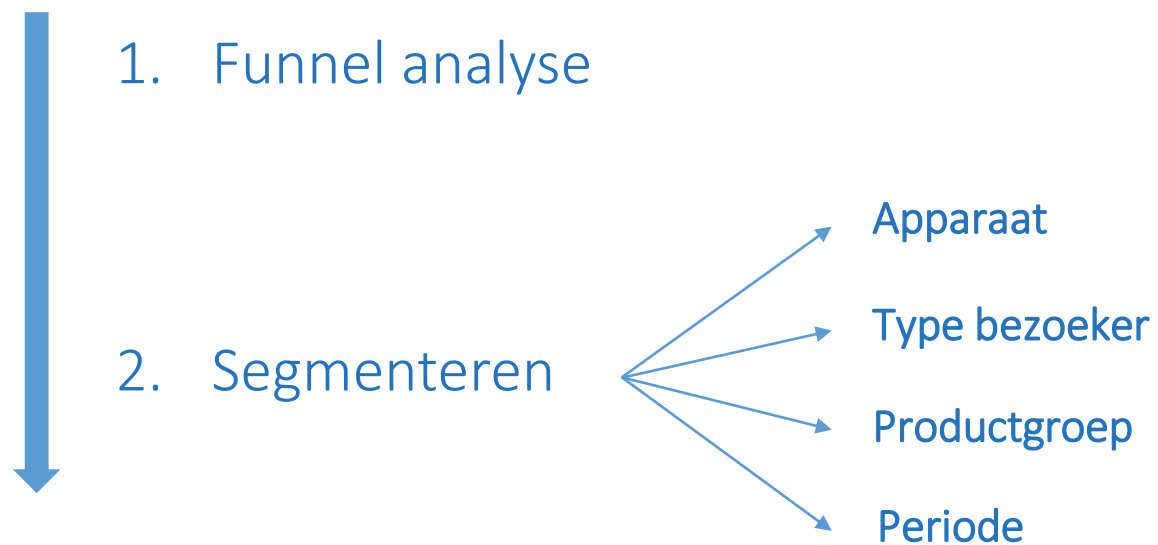 1. Funnel analyse
Apparaat
Type bezoeker
2. Segmenteren
Productgroep
Periode